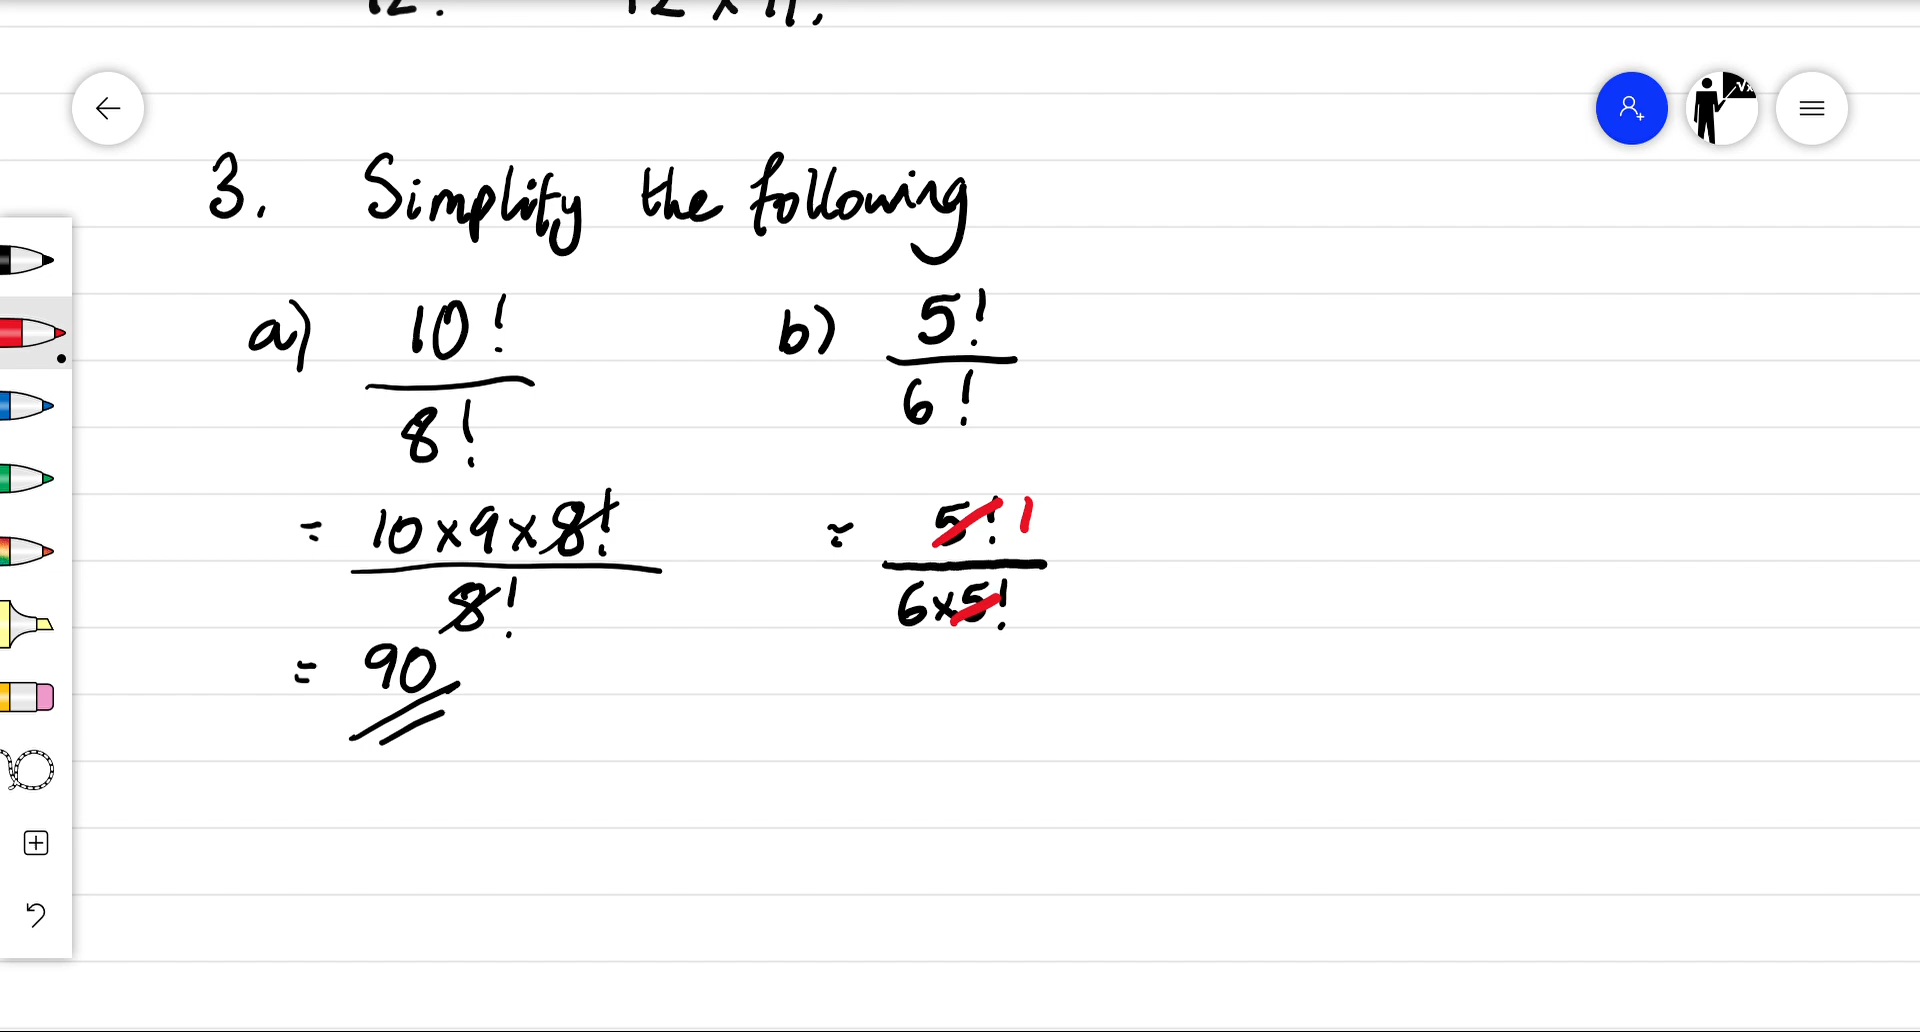 3. Simplify the following
a) 10! / 8!
b) 5! / 6!
= 10 x 9 x 8! / 8!
= 5! 1 / 6 x 5!
= 90